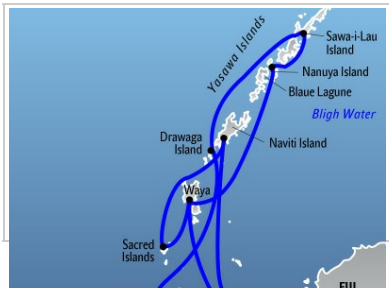 Yasawa Islands
Sawa-i-Lau
Island
Nanuya Island
Blaue Lagune
Bligh Water
Drawaga
Island
Naviti Island
Waya
Sacred
Islands
FIJI